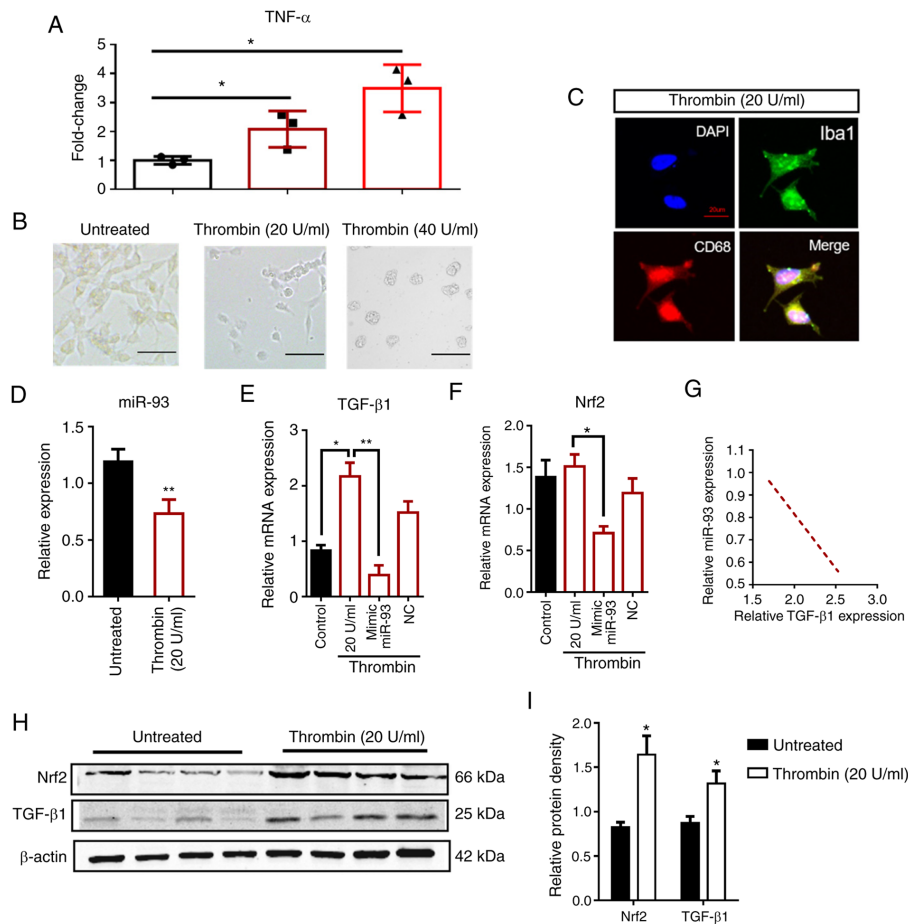 A
TNF-α
Fold-change
5
4
3
2
1
0
*
*
B
Untreated
Thrombin (20 U/ml)
Thrombin (40 U/ml)
C
Thrombin (20 U/ml)
DAPI
20um
Iba1
CD68
Merge
D
miR-93
Relative expression
1.5
1.0
0.5
0.0
**
Untreated
Thrombin
(20 U/ml)
E
TGF-β1
Relative mRNA expression
3
2
1
0
*
**
Control
20 U/ml
Mimic
miR-93
NC
Thrombin
F
Nrf2
Relative mRNA expression
2.0
1.5
1.0
0.5
0.0
*
Control
20 U/ml
Mimic
miR-93
NC
Thrombin
G
Relative miR-93 expression
1.1
1.0
0.9
0.8
0.7
0.6
0.5
1.5
2.0
2.5
3.0
Relative TGF-β1 expression
H
Untreated
Thrombin (20 U/ml)
Nrf2
66 kDa
TGF-β1
25 kDa
β-actin
42 kDa
I
Relative protein density
2.0
1.5
1.0
0.5
0.0
*
*
Nrf2
TGF-β1
Untreated
Thrombin (20 U/ml)